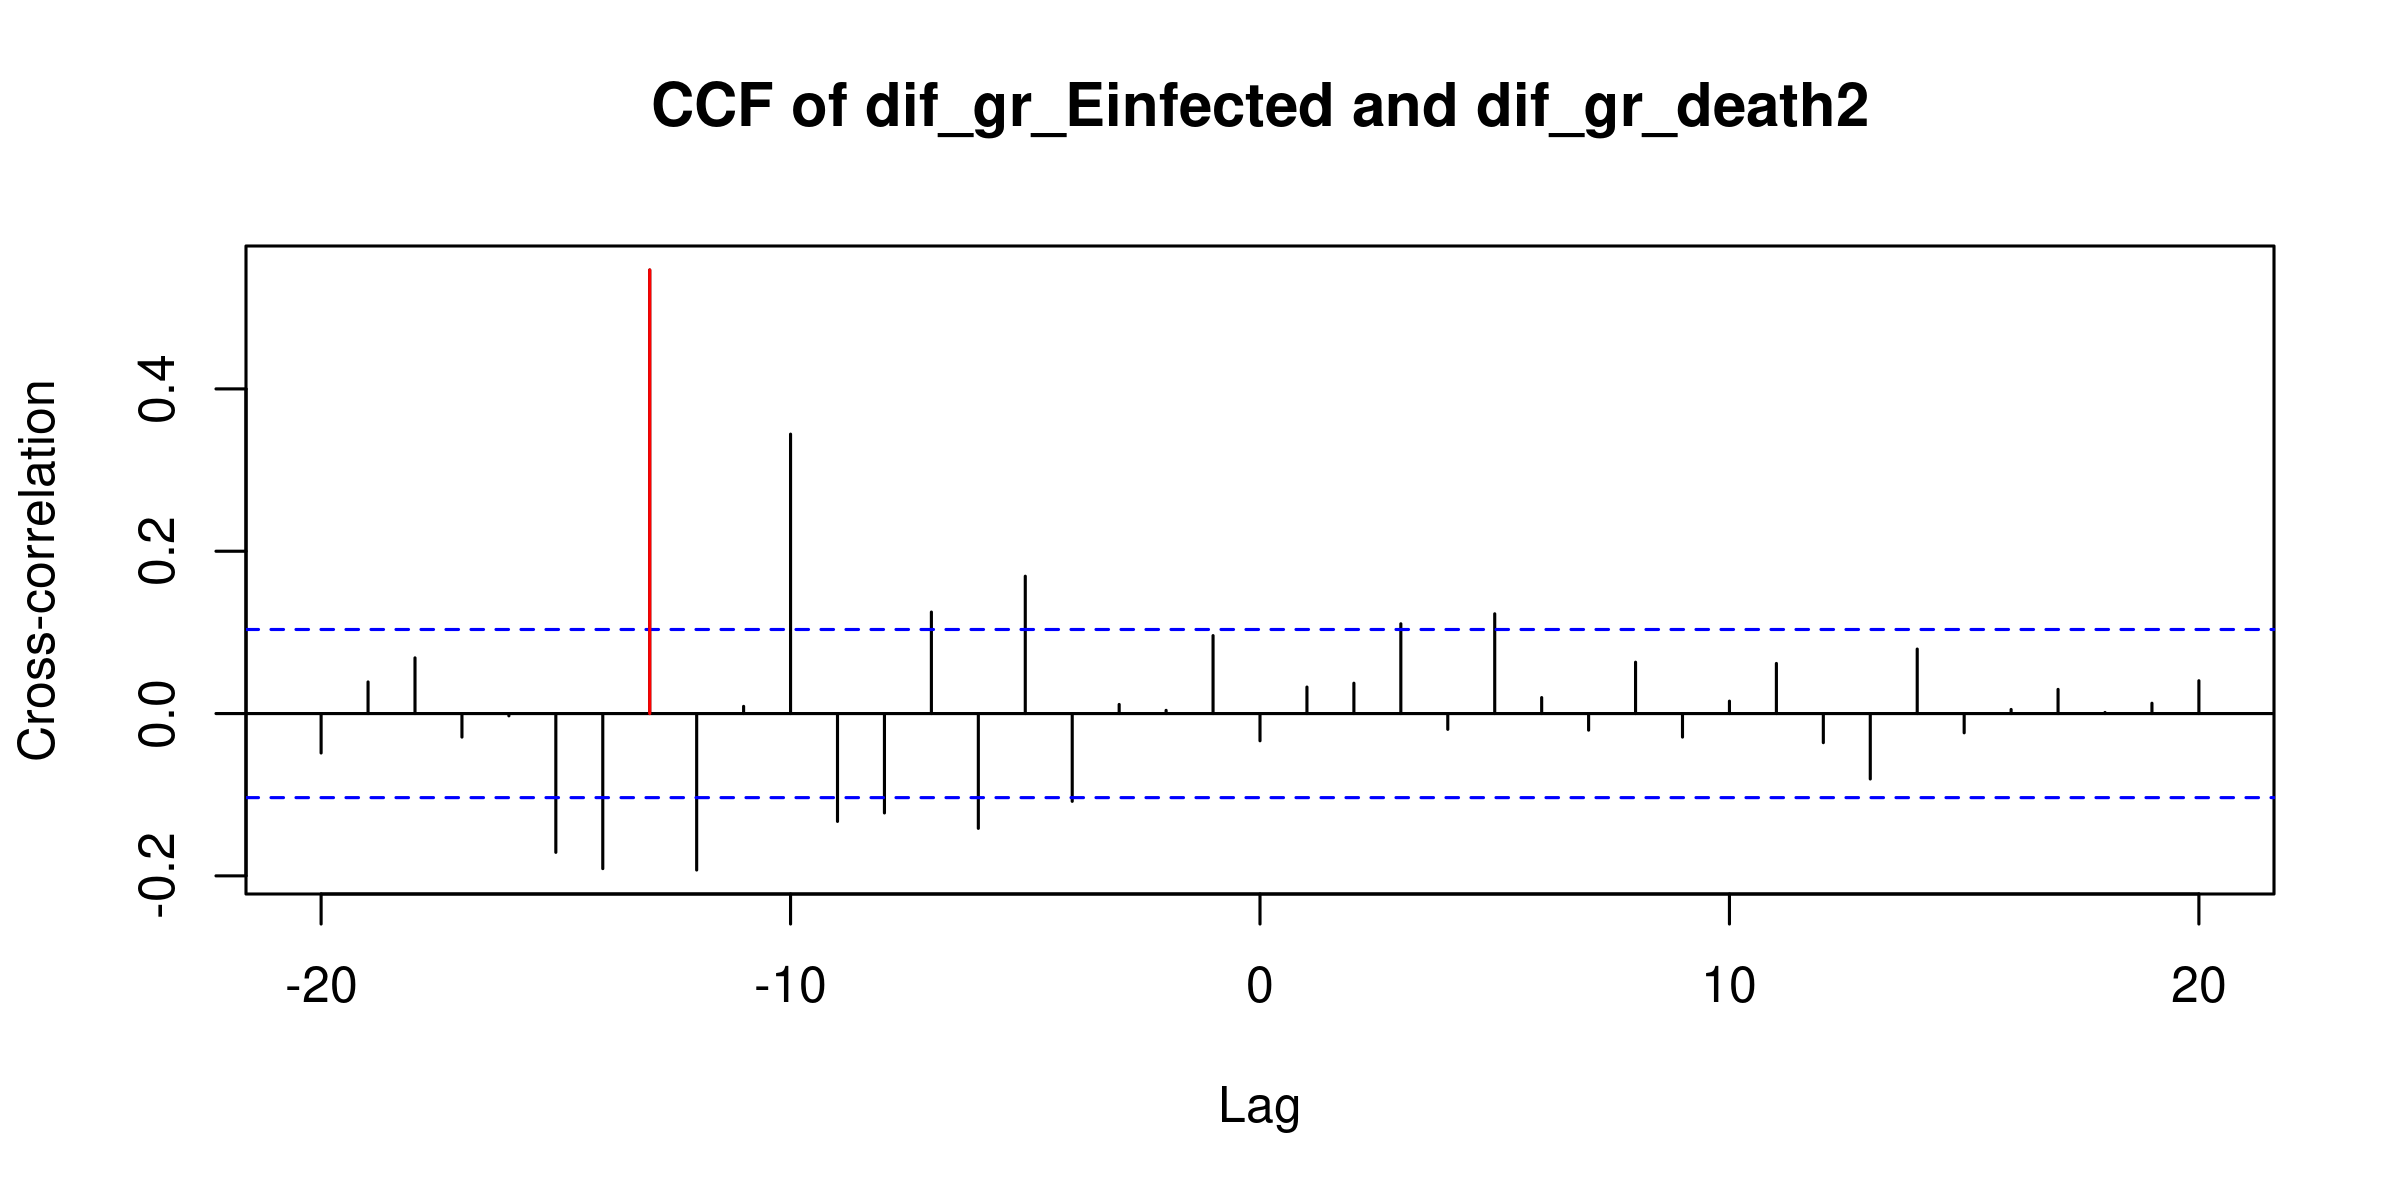 CCF of dif_gr_Einfected and dif_gr_death2
Cross-correlation
0.4
0.2
0.0
-0.2
-20 -10 0 10 20
Lag